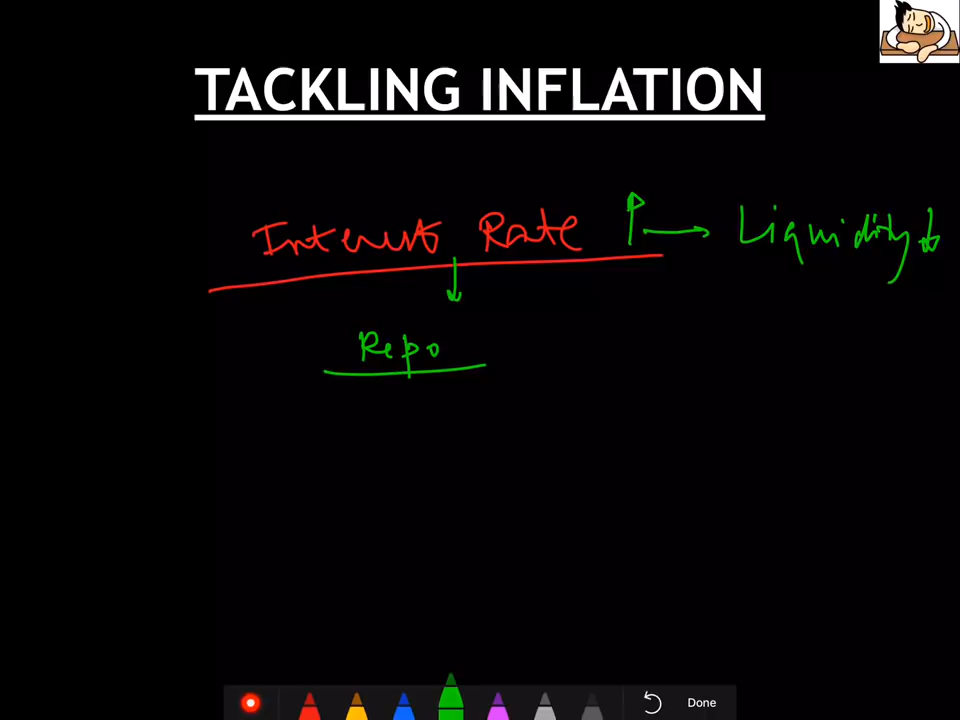 TACKLING INFLATION
Interest Rate ↑ → Liquidity ↓
Repo
Done